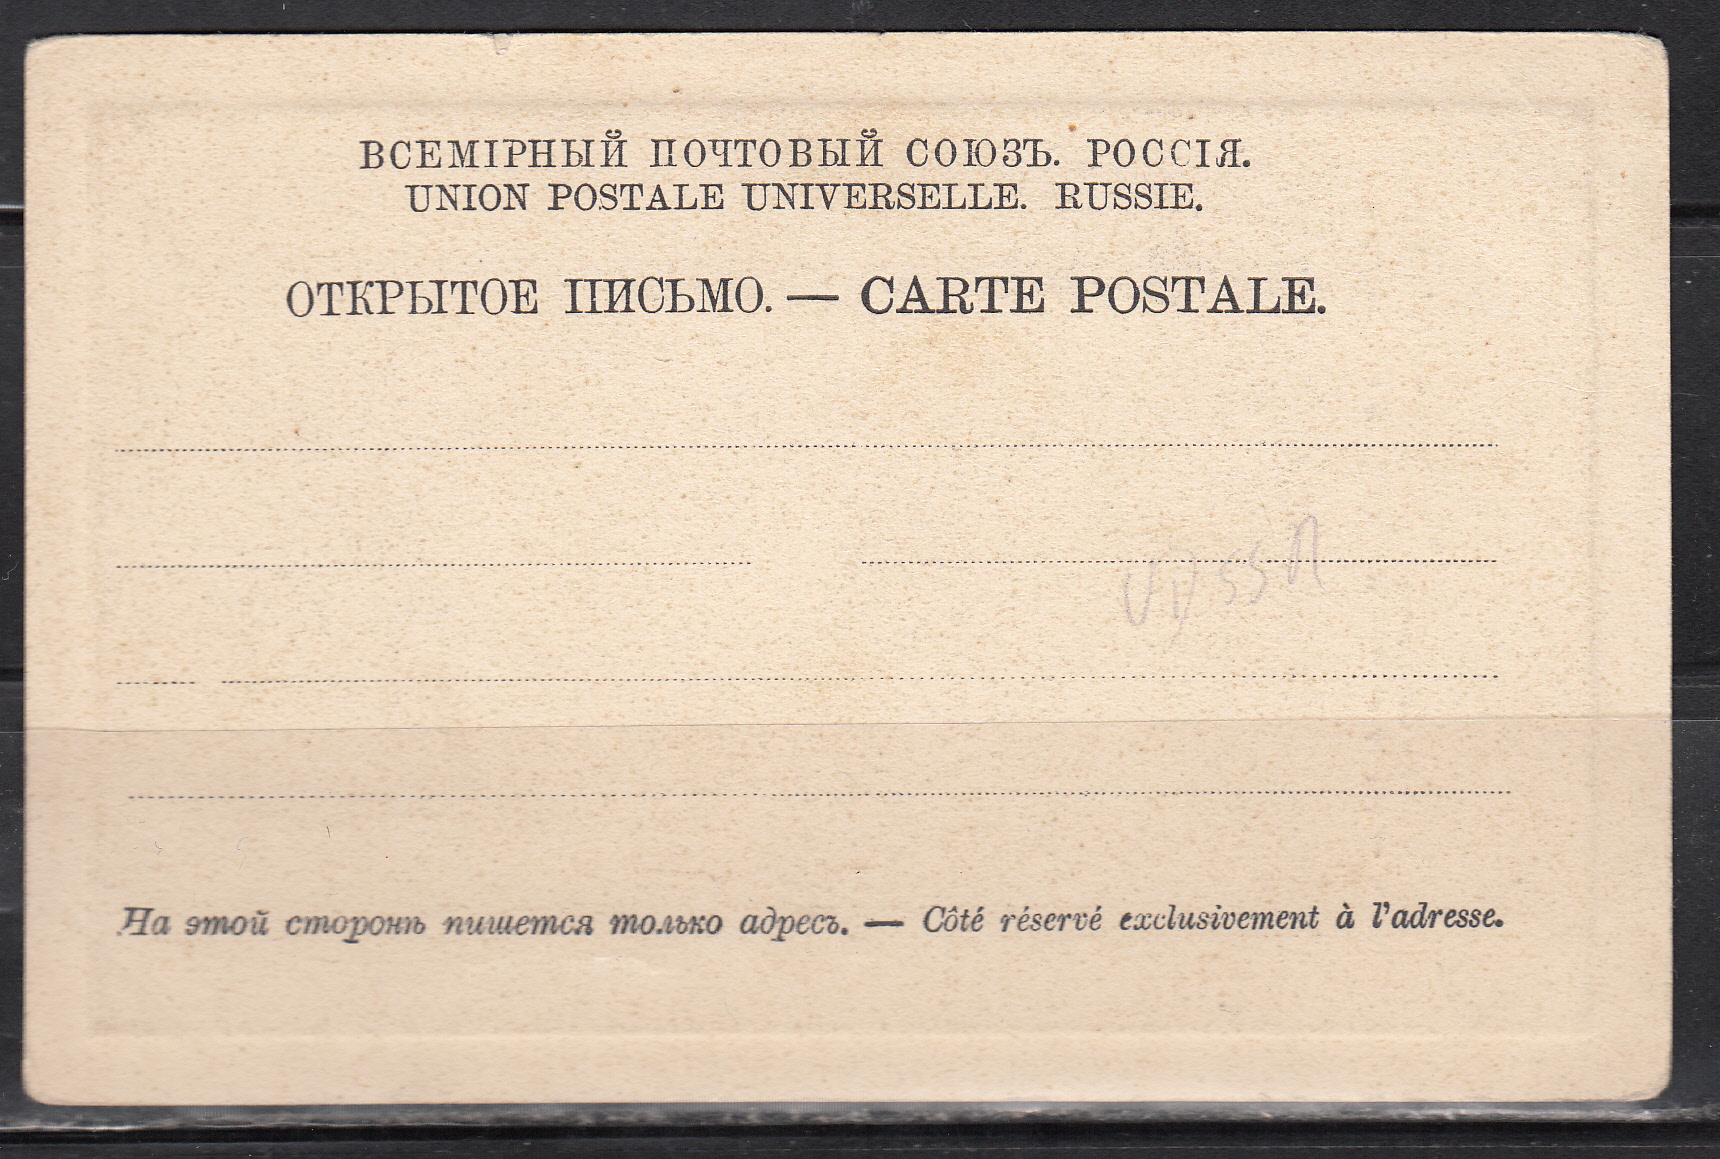 ВСЕМІРНЫЙ ПОЧТОВЫЙ СОЮЗЪ. РОССІЯ.
UNION POSTALE UNIVERSELLE. RUSSIE.
ОТКРЫТОЕ ПИСЬМО. — CARTE POSTALE.
На этой сторонѣ пишется только адресъ. — Côté réservé exclusivement à l'adresse.